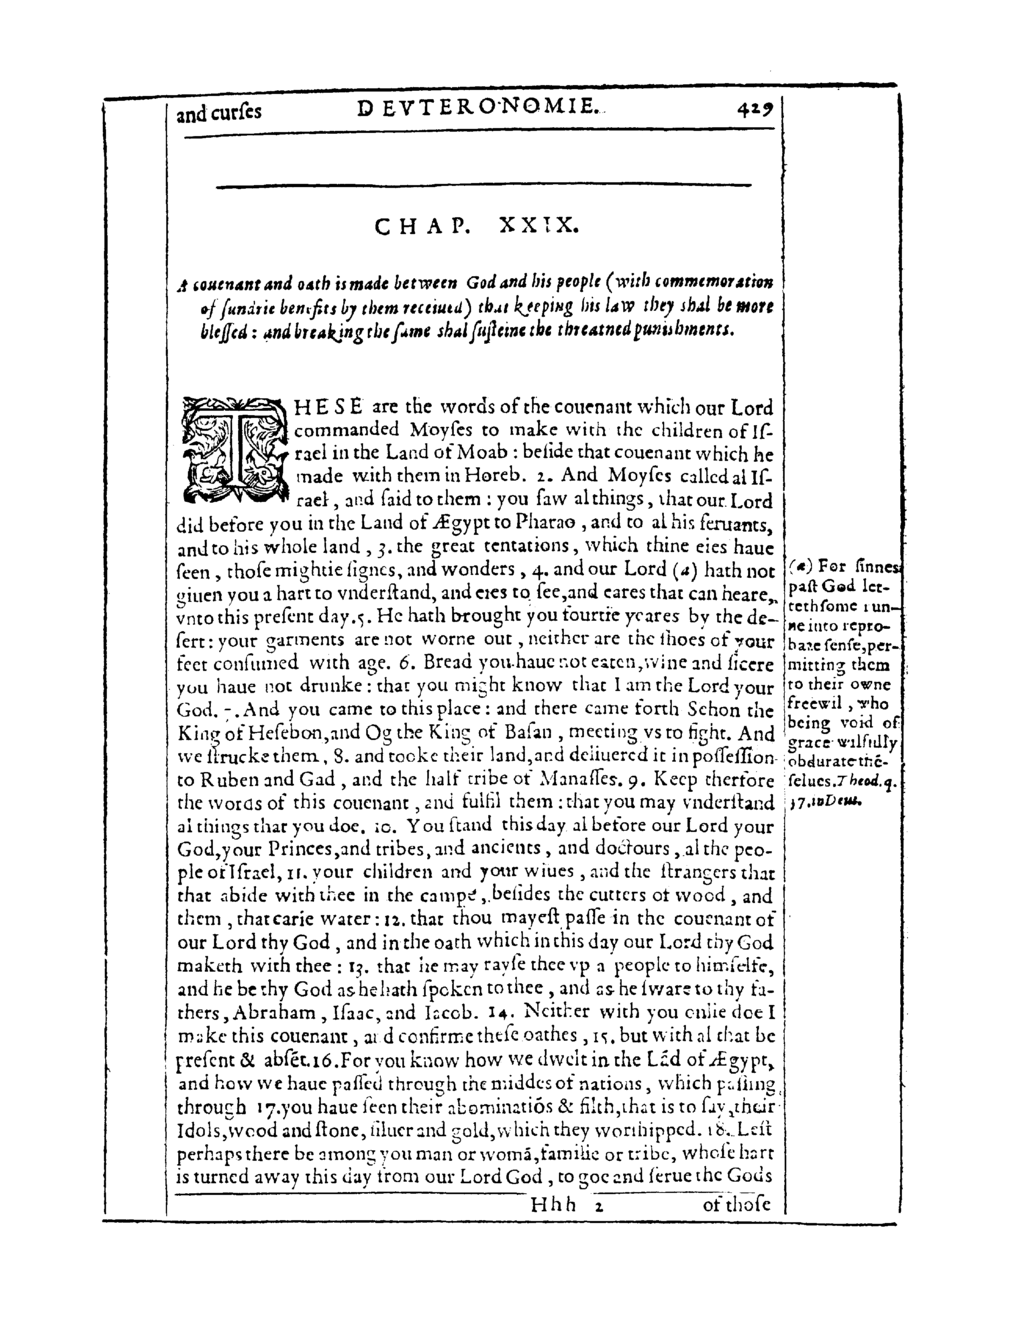 and curſes DEVTERONOMIE. 429
CHAP. XXIX.
A couenant and oath is made between God and his people (with commemoration
of ſundrie benefits by them receiued) that keeping his law they shal be more
bleſſed: and breaking the ſame shal ſuſteine the threatned punishments.
THESE are the words of the couenant which our Lord
commanded Moyſes to make with the children of Iſ-
rael in the Land of Moab : beſide that couenant which he
made with them in Horeb. 2. And Moyſes called al Iſ-
rael, and ſaid to them : you ſaw al things, that our Lord
did before you in the Land of Ægypt to Pharao, and to al his ſeruants,
and to his whole land, 3. the great tentations, which thine eies haue
ſeen, thoſe mightie ſignes, and wonders, 4. and our Lord (a) hath not
giuen you a hart to vnderſtand, and eies to ſee, and eares that can heare,
vnto this preſent day. 5. He hath brought you fourtie yeares by the de-
ſert: your garments are not worne out, neither are the ſhoes of your
feet conſumed with age. 6. Bread you haue not eaten, wine and ſicere
you haue not drunke : that you might know that I am the Lord your
God. 7. And you came to this place : and there came forth Sehon the
King of Heſebon, and Og the King of Baſan, meeting vs to fight. And
we ſtrucke them, 8. and tooke their land, and deliuered it in poſſeſſion
to Ruben and Gad, and the half tribe of Manaſſes. 9. Keep therfore
the words of this couenant, and fulfil them : that you may vnderſtand
al things that you doe. 10. You ſtand this day al before our Lord your
God, your Princes, and tribes, and ancients, and doctours, al the peo-
ple of Iſrael, 11. your children and your wiues, and the ſtrangers that
that abide with thee in the campe, beſides the cutters of wood, and
them, that carie water : 12. that thou mayeſt paſſe in the couenant of
our Lord thy God, and in the oath which in this day our Lord thy God
maketh with thee : 13. that he may rayſe thee vp a people to himſelfe,
and he be thy God as he hath ſpoken to thee, and as he ſware to thy fa-
thers, Abraham, Iſaac, and Iacob. 14. Neither with you onlie doe I
make this couenant, and confirme theſe oathes, 15. but with al that be
preſent & abſẽt. 16. For you know how we dwelt in the Lãd of Ægypt,
and how we haue paſſed through the middes of nations, which paſſing
through 17. you haue ſeen their abominatiõs & filth, that is to ſay, their
Idols, wood and ſtone, ſiluer and gold, which they worſhipped. 18. Leſt
perhaps there be among you man or womã, familie or tribe, whoſe hart
is turned away this day from our Lord God, to goe and ſerue the Gods
Hhh 2 of thoſe
(a) For ſinnes
paſt God let-
teth ſome runne into repro-
bate ſenſe, per-
mitting them
to their owne
freewil, who
being void of
grace wilfully
obdurate thẽ-
ſelues. Theod. q.
37. in Deut.